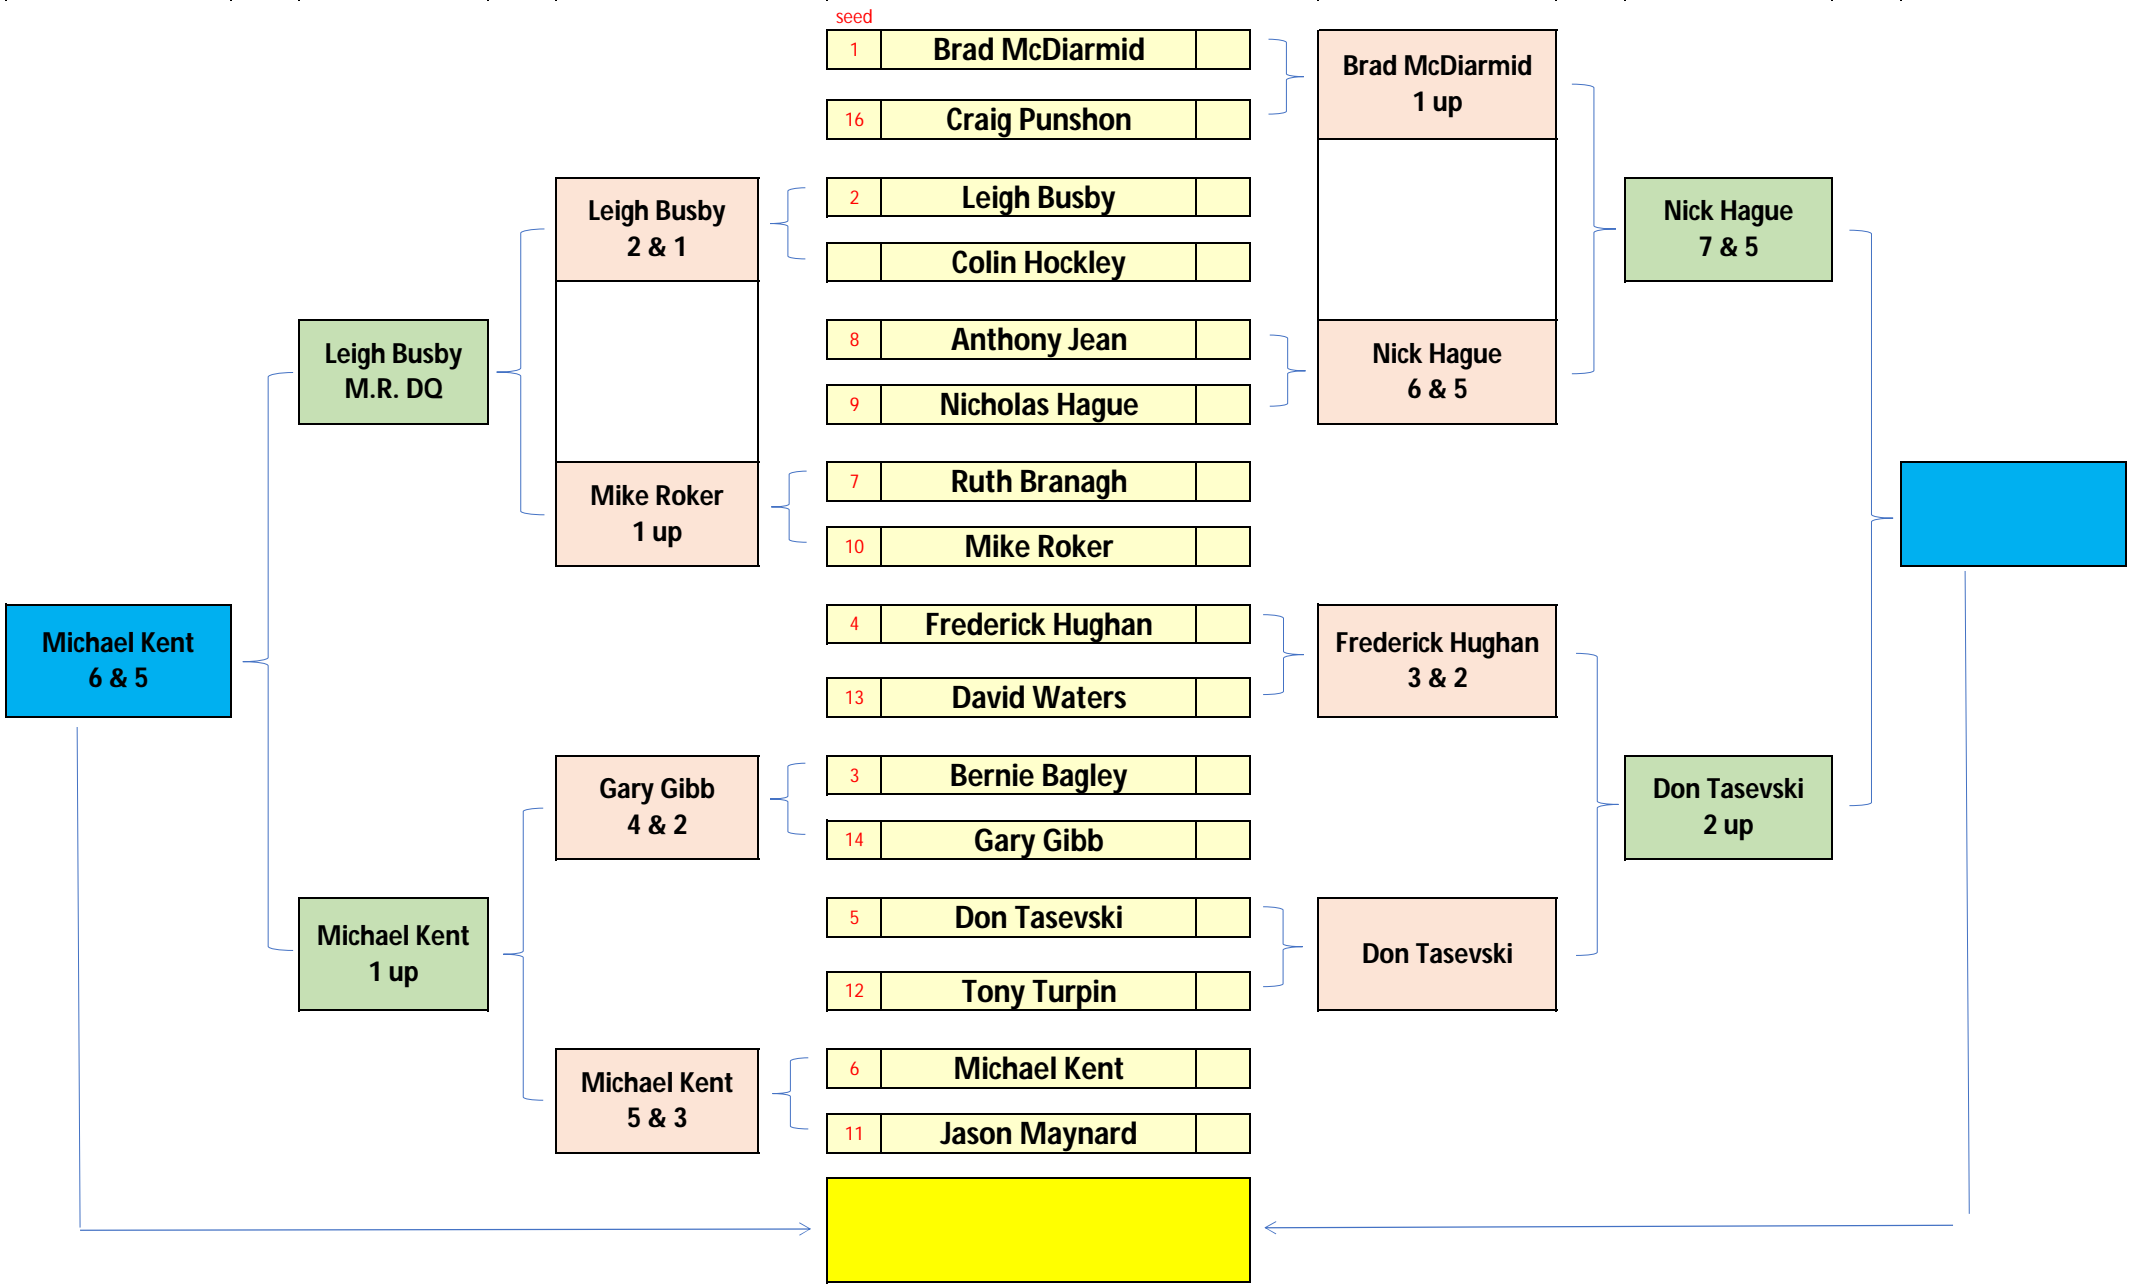 seed
1 Brad McDiarmid
Brad McDiarmid
1 up
16 Craig Punshon
Leigh Busby
2 & 1
2 Leigh Busby
Nick Hague
7 & 5
Colin Hockley
Leigh Busby
M.R. DQ
8 Anthony Jean
Nick Hague
6 & 5
9 Nicholas Hague
Mike Roker
1 up
7 Ruth Branagh
10 Mike Roker
Michael Kent
6 & 5
4 Frederick Hughan
Frederick Hughan
3 & 2
13 David Waters
Gary Gibb
4 & 2
3 Bernie Bagley
Don Tasevski
2 up
14 Gary Gibb
Michael Kent
1 up
5 Don Tasevski
Don Tasevski
12 Tony Turpin
Michael Kent
5 & 3
6 Michael Kent
11 Jason Maynard